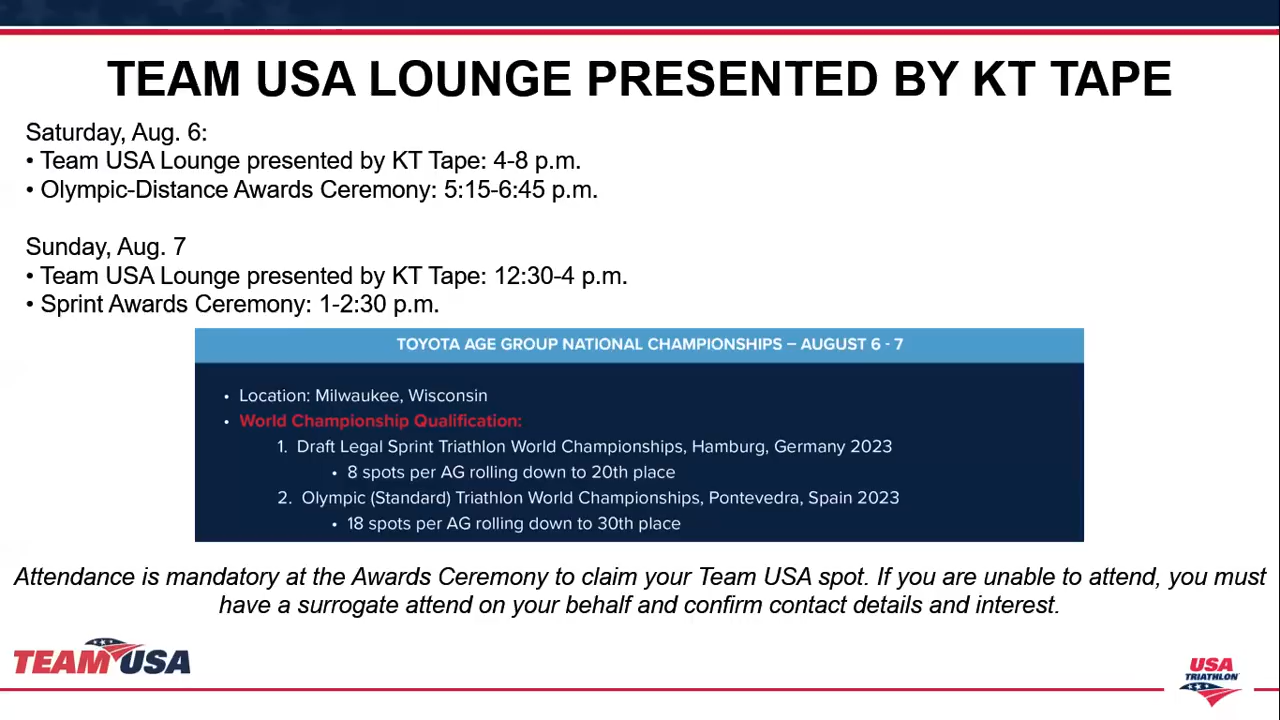 TEAM USA LOUNGE PRESENTED BY KT TAPE
Saturday, Aug. 6:
• Team USA Lounge presented by KT Tape: 4-8 p.m.
• Olympic-Distance Awards Ceremony: 5:15-6:45 p.m.
Sunday, Aug. 7
• Team USA Lounge presented by KT Tape: 12:30-4 p.m.
• Sprint Awards Ceremony: 1-2:30 p.m.
TOYOTA AGE GROUP NATIONAL CHAMPIONSHIPS – AUGUST 6 - 7
• Location: Milwaukee, Wisconsin
• World Championship Qualification:
1. Draft Legal Sprint Triathlon World Championships, Hamburg, Germany 2023
• 8 spots per AG rolling down to 20th place
2. Olympic (Standard) Triathlon World Championships, Pontevedra, Spain 2023
• 18 spots per AG rolling down to 30th place
Attendance is mandatory at the Awards Ceremony to claim your Team USA spot. If you are unable to attend, you must
have a surrogate attend on your behalf and confirm contact details and interest.
TEAM USA
USA
TRIATHLON